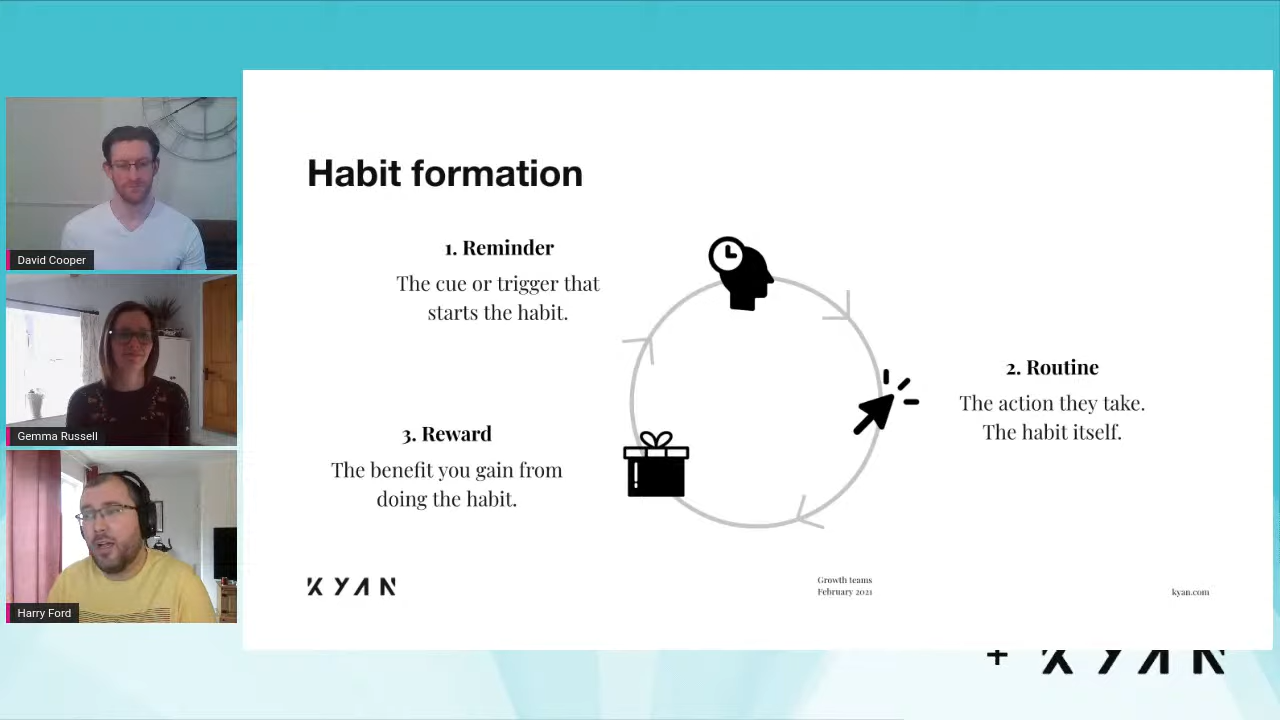 David Cooper
Gemma Russell
Harry Ford
Habit formation
1. Reminder
The cue or trigger that
starts the habit.
2. Routine
The action they take.
The habit itself.
3. Reward
The benefit you gain from
doing the habit.
KYAN
Growth teams
February 2021
kyan.com
+ KYAN